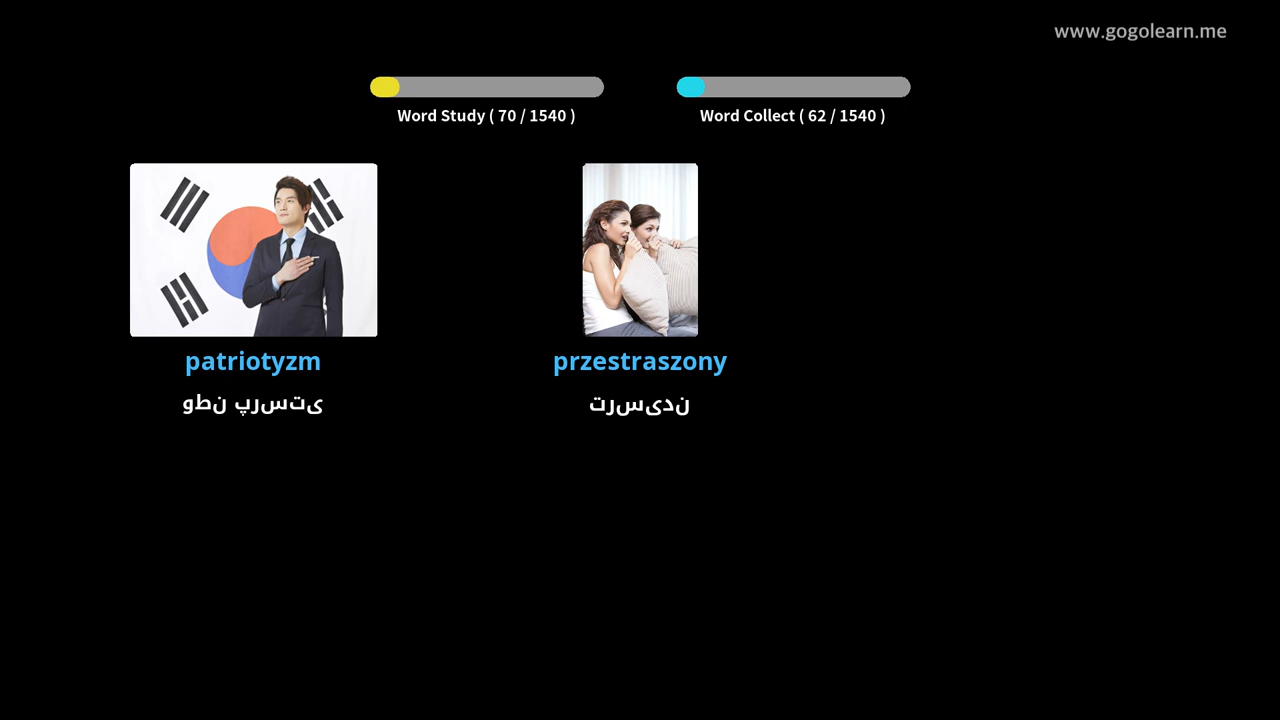 www.gogolearn.me
Word Study ( 70 / 1540 )
Word Collect ( 62 / 1540 )
patriotyzm
przestraszony
وطن پرستی
ترسیدن